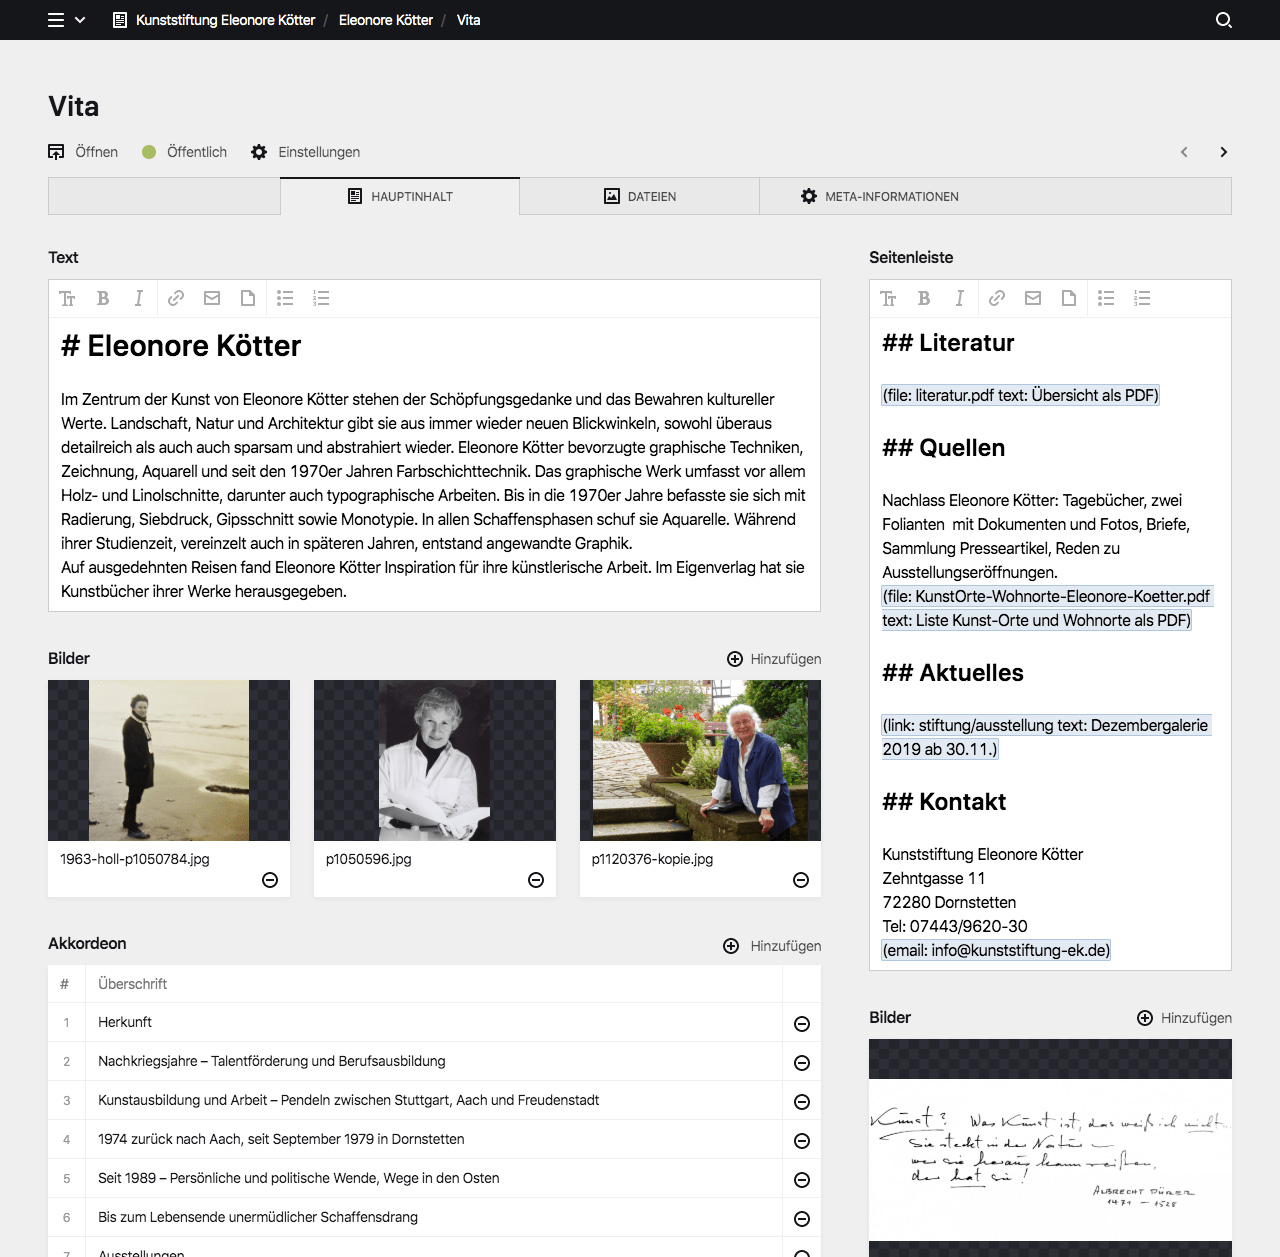 Kunststiftung Eleonore Kötter / Eleonore Kötter / Vita
Vita
Öffnen Öffentlich Einstellungen
HAUPTINHALT DATEIEN META-INFORMATIONEN
Text
# Eleonore Kötter
Im Zentrum der Kunst von Eleonore Kötter stehen der Schöpfungsgedanke und das Bewahren kultureller
Werte. Landschaft, Natur und Architektur gibt sie aus immer wieder neuen Blickwinkeln, sowohl überaus
detailreich als auch auch sparsam und abstrahiert wieder. Eleonore Kötter bevorzugte graphische Techniken,
Zeichnung, Aquarell und seit den 1970er Jahren Farbschichttechnik. Das graphische Werk umfasst vor allem
Holz- und Linolschnitte, darunter auch typographische Arbeiten. Bis in die 1970er Jahre befasste sie sich mit
Radierung, Siebdruck, Gipsschnitt sowie Monotypie. In allen Schaffensphasen schuf sie Aquarelle. Während
ihrer Studienzeit, vereinzelt auch in späteren Jahren, entstand angewandte Graphik.
Auf ausgedehnten Reisen fand Eleonore Kötter Inspiration für ihre künstlerische Arbeit. Im Eigenverlag hat sie
Kunstbücher ihrer Werke herausgegeben.
Bilder Hinzufügen
1963-holl-p1050784.jpg
p1050596.jpg
p1120376-kopie.jpg
Akkordeon Hinzufügen
# Überschrift
1 Herkunft
2 Nachkriegsjahre – Talentförderung und Berufsausbildung
3 Kunstausbildung und Arbeit – Pendeln zwischen Stuttgart, Aach und Freudenstadt
4 1974 zurück nach Aach, seit September 1979 in Dornstetten
5 Seit 1989 – Persönliche und politische Wende, Wege in den Osten
6 Bis zum Lebensende unermüdlicher Schaffensdrang
7 Ausstellungen
Seitenleiste
## Literatur
(file: literatur.pdf text: Übersicht als PDF)
## Quellen
Nachlass Eleonore Kötter: Tagebücher, zwei
Folianten  mit Dokumenten und Fotos, Briefe,
Sammlung Presseartikel, Reden zu
Ausstellungseröffnungen.
(file: KunstOrte-Wohnorte-Eleonore-Koetter.pdf
text: Liste Kunst-Orte und Wohnorte als PDF)
## Aktuelles
(link: stiftung/ausstellung text: Dezembergalerie
2019 ab 30.11.)
## Kontakt
Kunststiftung Eleonore Kötter
Zehntgasse 11
72280 Dornstetten
Tel: 07443/9620-30
(email: info@kunststiftung-ek.de)
Bilder Hinzufügen
Kunst? Was Kunst ist, das weiß ich nicht...
Sie steckt in der Natur –
wer sie heraus kann reißen,
der hat sie!
ALBRECHT DÜRER
1471 – 1528